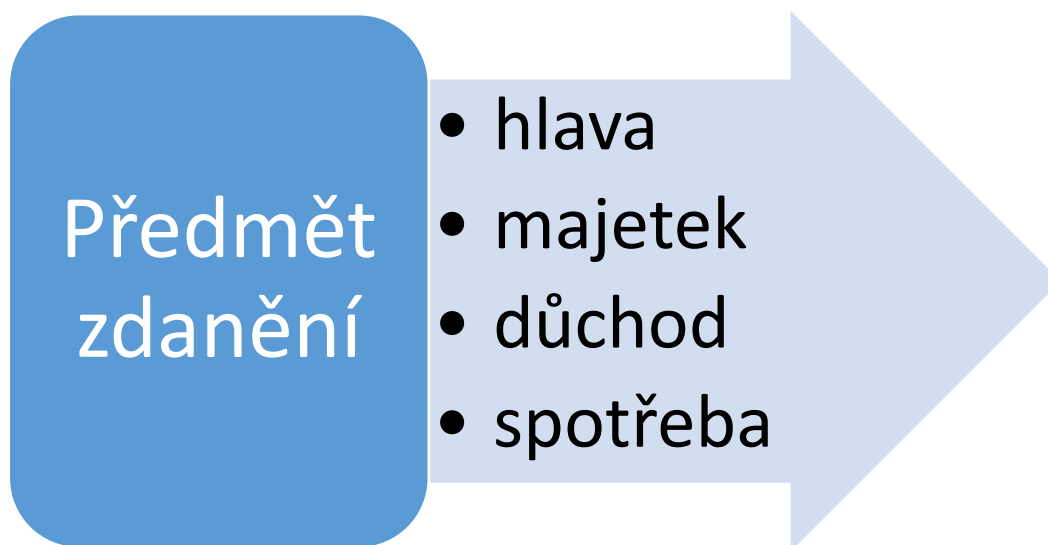 Předmět
zdanění
• hlava
• majetek
• důchod
• spotřeba